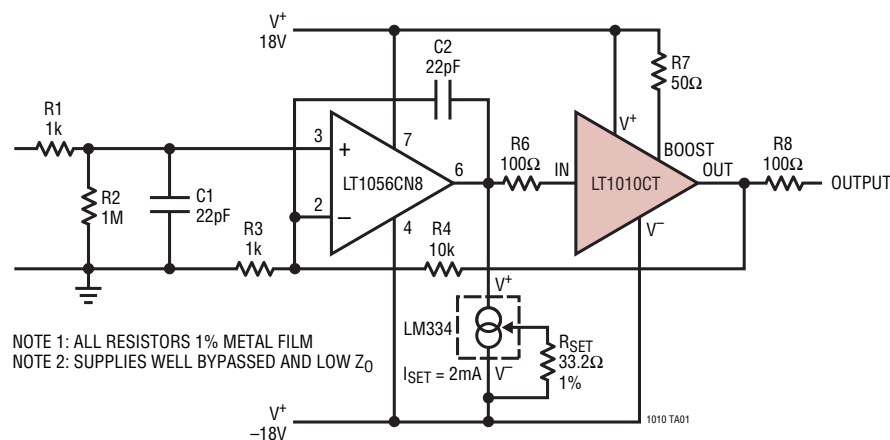 V+
18V
C2
22pF
R7
50Ω
R1
1k
3
+
7
V+
BOOST
R6
100Ω
R8
100Ω
LT1056CN8
6
IN
LT1010CT
OUT
OUTPUT
R2
1M
C1
22pF
2
–
4
V–
R3
1k
R4
10k
V+
LM334
RSET
33.2Ω
1%
ISET = 2mA
V–
NOTE 1: ALL RESISTORS 1% METAL FILM
NOTE 2: SUPPLIES WELL BYPASSED AND LOW ZO
V+
–18V
1010 TA01